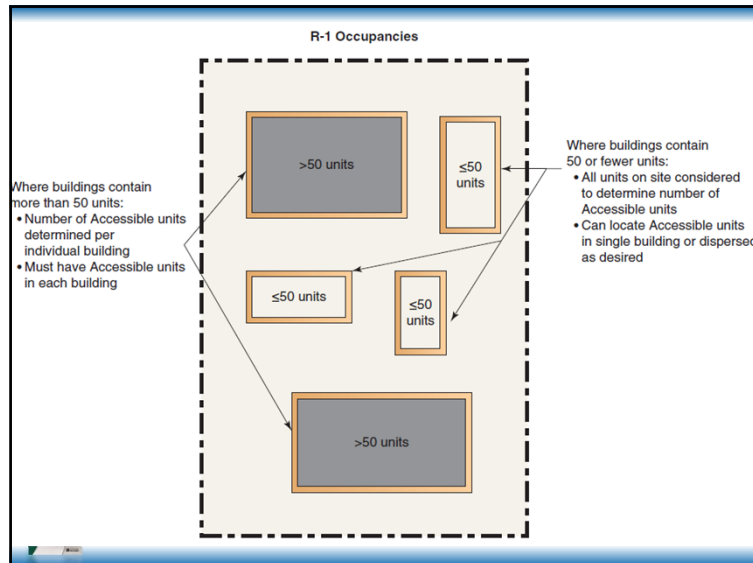 R-1 Occupancies
>50 units
≤50
units
Where buildings contain
50 or fewer units:
• All units on site considered
to determine number of
Accessible units
• Can locate Accessible units
in single building or dispersed
as desired
Where buildings contain
more than 50 units:
• Number of Accessible units
determined per
individual building
• Must have Accessible units
in each building
≤50 units
≤50
units
>50 units